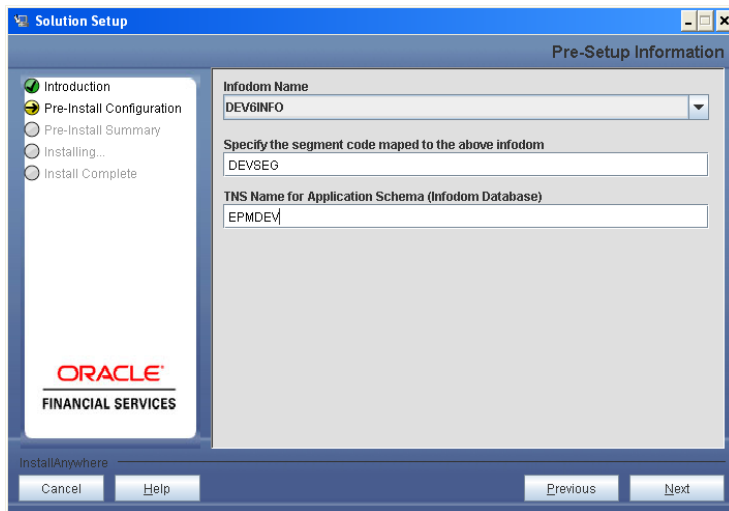 Solution Setup
Pre-Setup Information
Introduction
Pre-Install Configuration
Pre-Install Summary
Installing...
Install Complete
ORACLE
FINANCIAL SERVICES
Infodom Name
DEV6INFO
Specify the segment code maped to the above infodom
DEVSEG
TNS Name for Application Schema (Infodom Database)
EPMDEV
InstallAnywhere
Cancel Help Previous Next